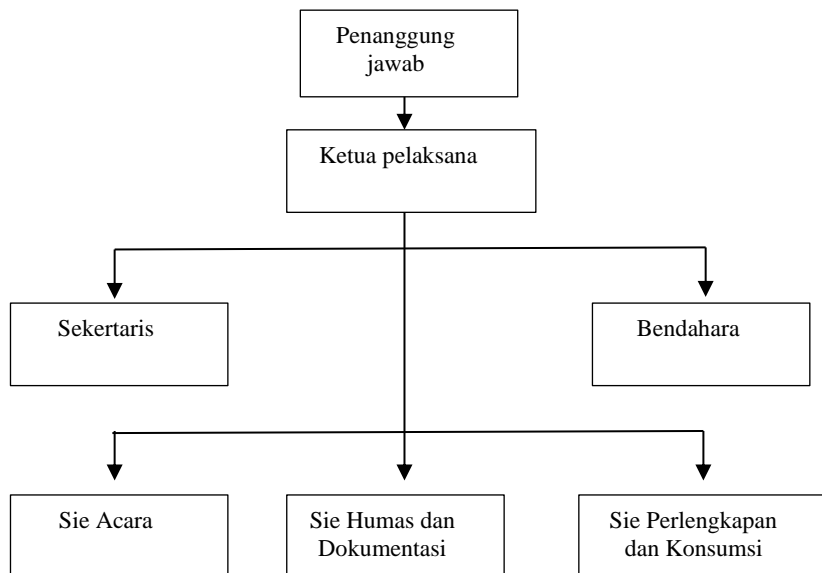 Penanggung
jawab
Ketua pelaksana
Sekertaris
Bendahara
Sie Acara
Sie Humas dan
Dokumentasi
Sie Perlengkapan
dan Konsumsi